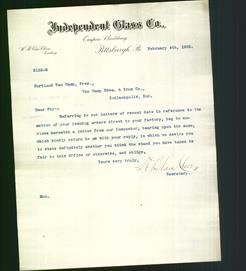 Independent Glass Co.,
Empire Building
Pittsburgh, Pa. February 4th, 1902.
Cortland Van Camp, Pres.,
Van Camp Hdwe. & Iron Co.,
Indianapolis, Ind.
Dear Sir:-
Referring to our letters of recent date in reference to the
matter of your issuing orders direct to your factory, beg to en-
close herewith a letter from our Inspector, bearing upon the same,
which kindly return to us with your reply, in which we desire you
to state definitely whether you think the stand you have taken is
fair to this Office or otherwise, and oblige,
Yours very truly,
Secretary.